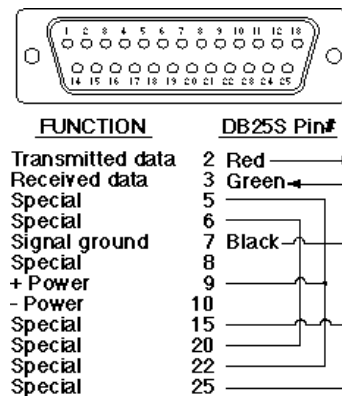 1 2 3 4 5 6 7 8 9 10 11 12 13
14 15 16 17 18 19 20 21 22 23 24 25
FUNCTION DB25S Pin#
Transmitted data 2 Red
Received data 3 Green
Special 5
Special 6
Signal ground 7 Black
Special 8
+ Power 9
- Power 10
Special 15
Special 20
Special 22
Special 25